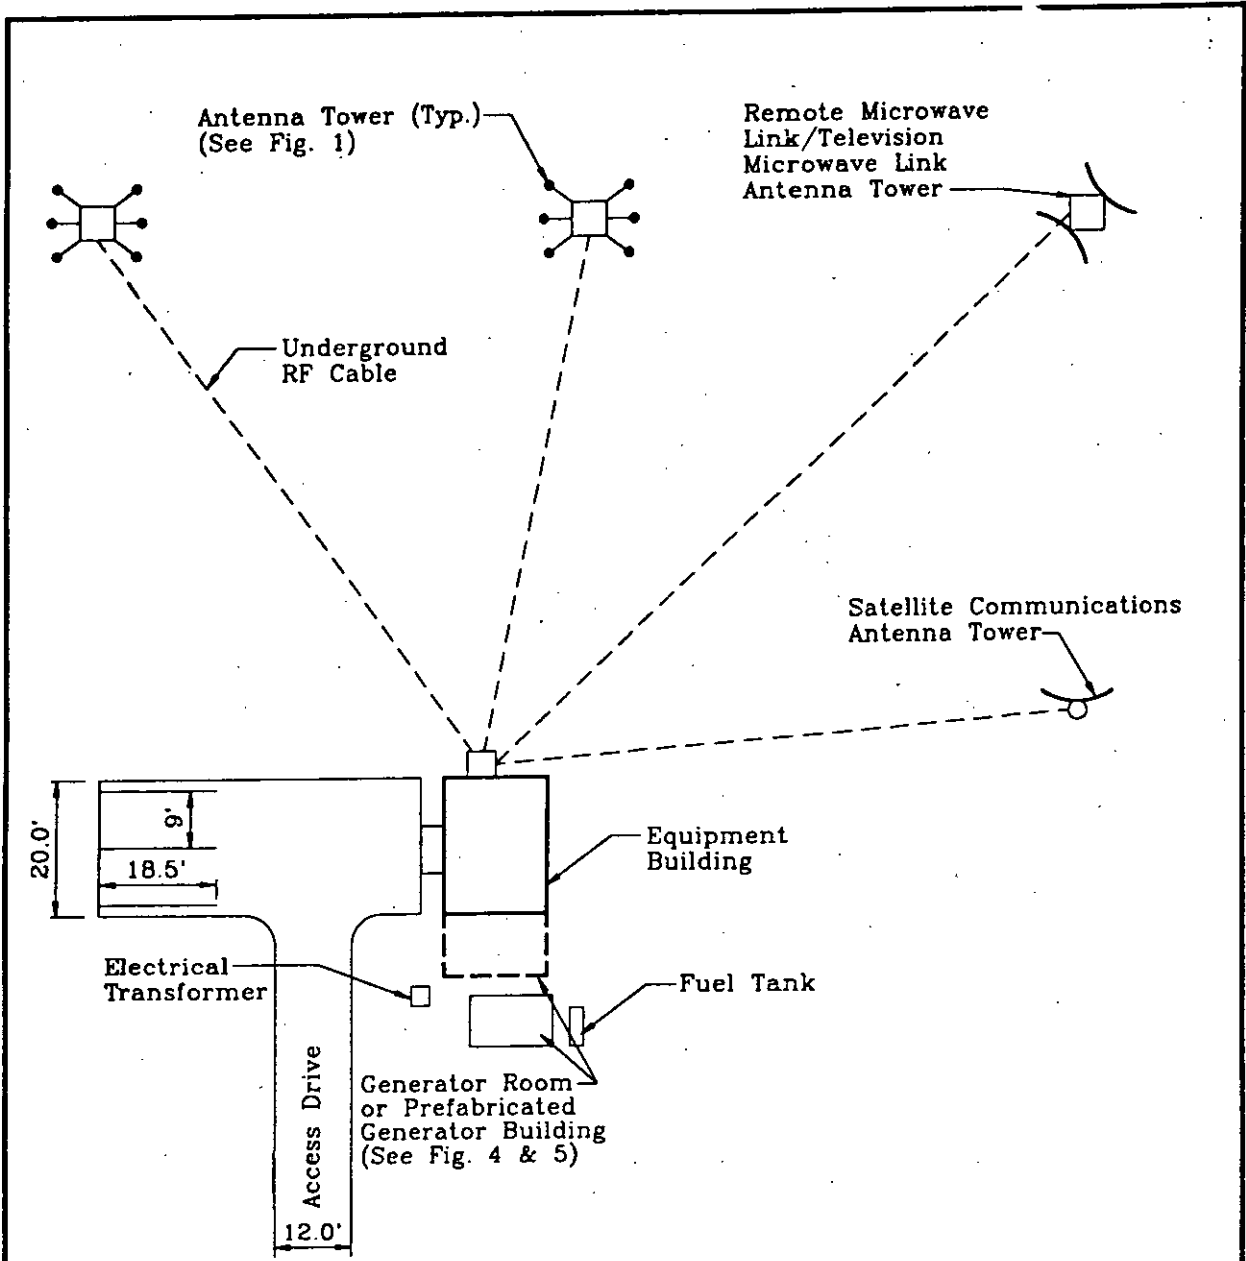 Antenna Tower (Typ.)
(See Fig. 1)
Remote Microwave
Link/Television
Microwave Link
Antenna Tower
Underground
RF Cable
Satellite Communications
Antenna Tower
20.0'
9'
18.5'
Equipment
Building
Electrical
Transformer
Fuel Tank
Access Drive
Generator Room
or Prefabricated
Generator Building
(See Fig. 4 & 5)
12.0'